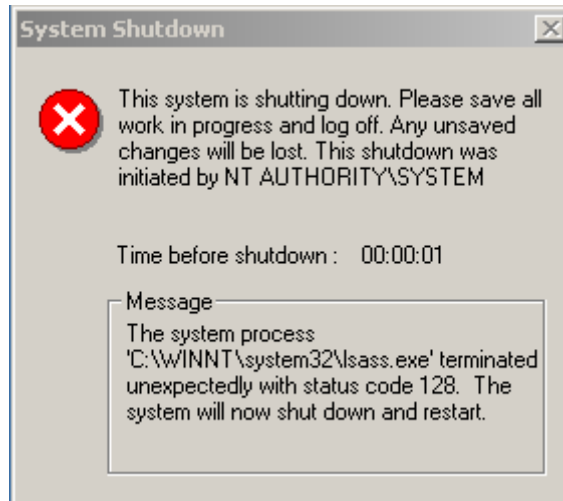 System Shutdown
This system is shutting down. Please save all
work in progress and log off. Any unsaved
changes will be lost. This shutdown was
initiated by NT AUTHORITY\SYSTEM
Time before shutdown : 00:00:01
Message
The system process
'C:\WINNT\system32\lsass.exe' terminated
unexpectedly with status code 128. The
system will now shut down and restart.